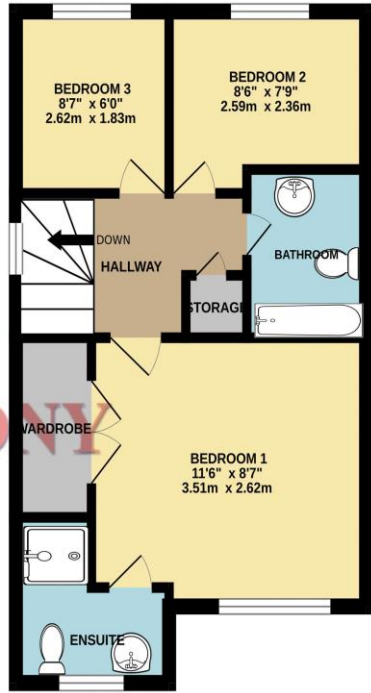 BEDROOM 3
8'7" x 6'0"
2.62m x 1.83m
BEDROOM 2
8'6" x 7'9"
2.59m x 2.36m
DOWN
HALLWAY
BATHROOM
STORAGE
WARDROBE
BEDROOM 1
11'6" x 8'7"
3.51m x 2.62m
ENSUITE